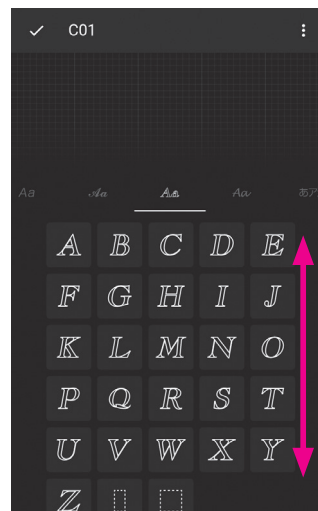 C01
Aa Aa Aa Aa あア
A B C D E
F G H I J
K L M N O
P Q R S T
U V W X Y
Z